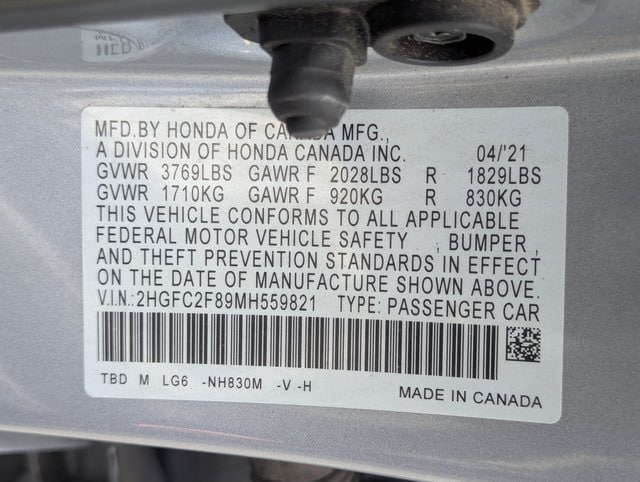 MFD.BY HONDA OF CANADA MFG.,
A DIVISION OF HONDA CANADA INC. 04/'21
GVWR 3769LBS GAWR F 2028LBS R 1829LBS
GVWR 1710KG GAWR F 920KG R 830KG
THIS VEHICLE CONFORMS TO ALL APPLICABLE
FEDERAL MOTOR VEHICLE SAFETY , BUMPER ,
AND THEFT PREVENTION STANDARDS IN EFFECT
ON THE DATE OF MANUFACTURE SHOWN ABOVE.
V.I.N.:2HGFC2F89MH559821 TYPE: PASSENGER CAR
TBD M LG6 -NH830M -V -H
MADE IN CANADA